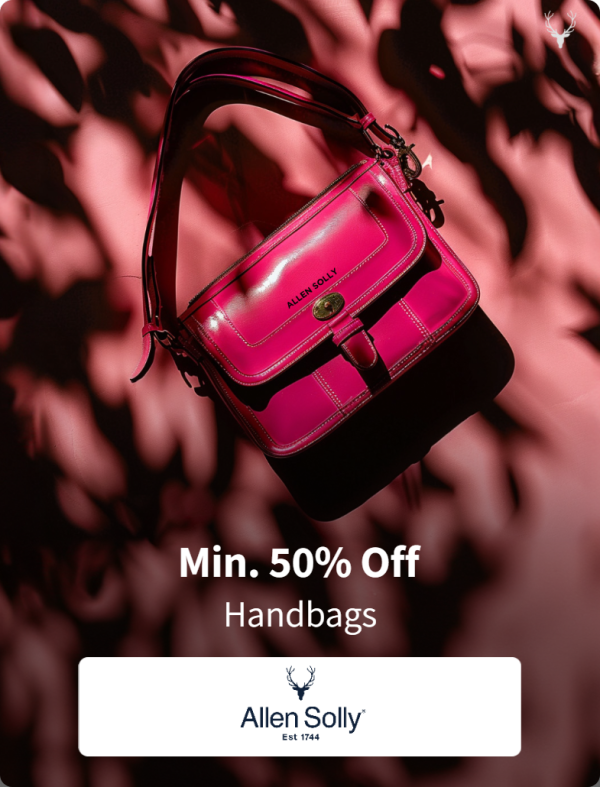 ALLEN SOLLY
Min. 50% Off
Handbags
Allen Solly
Est 1744